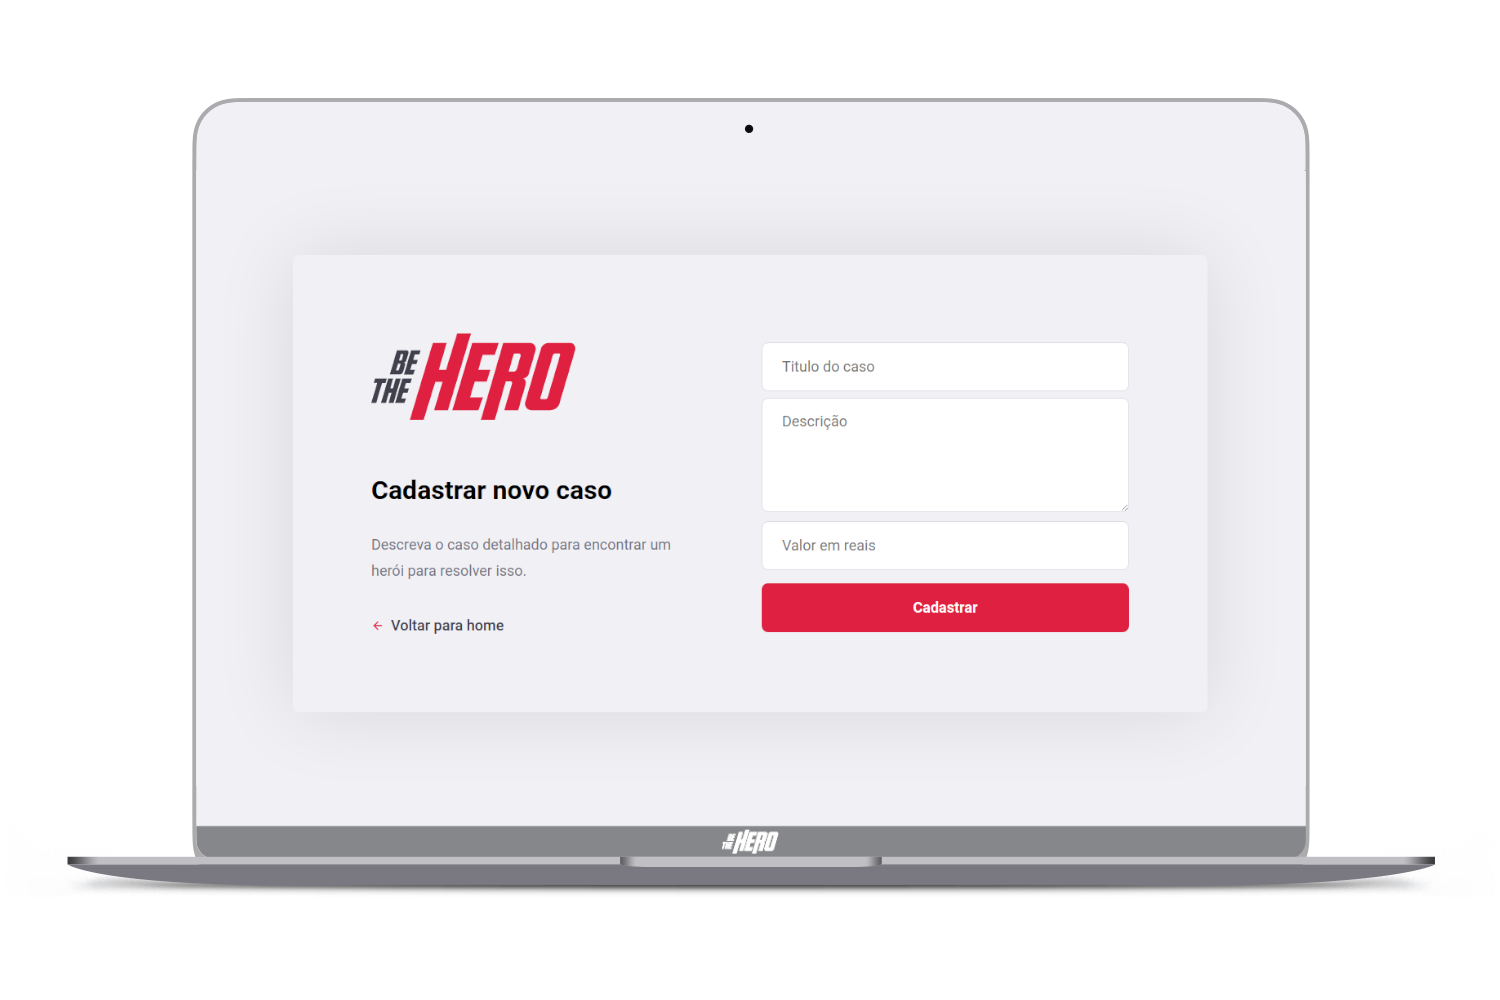 BE
THE HERO
Cadastrar novo caso
Descreva o caso detalhado para encontrar um
herói para resolver isso.
← Voltar para home
Titulo do caso
Descrição
Valor em reais
Cadastrar
BE
THE HERO